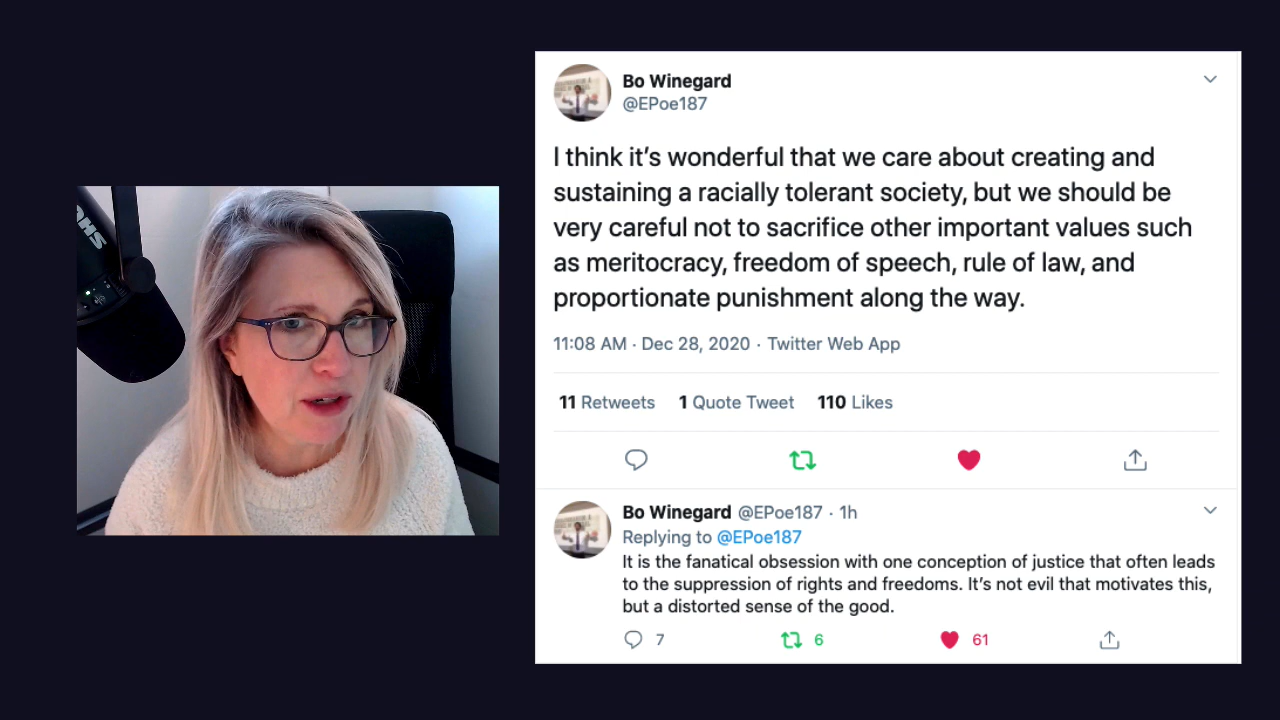 SHU
Bo Winegard
@EPoe187
I think it's wonderful that we care about creating and
sustaining a racially tolerant society, but we should be
very careful not to sacrifice other important values such
as meritocracy, freedom of speech, rule of law, and
proportionate punishment along the way.
11:08 AM · Dec 28, 2020 · Twitter Web App
11 Retweets 1 Quote Tweet 110 Likes
Bo Winegard @EPoe187 · 1h
Replying to @EPoe187
It is the fanatical obsession with one conception of justice that often leads
to the suppression of rights and freedoms. It's not evil that motivates this,
but a distorted sense of the good.
7 6 61